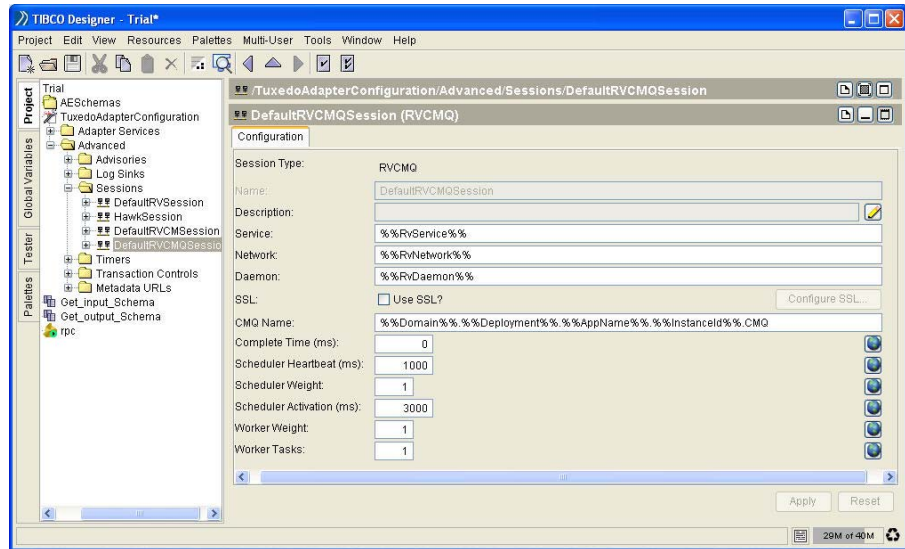 TIBCO Designer - Trial*
Project Edit View Resources Palettes Multi-User Tools Window Help
Project
Global Variables
Tester
Palettes
Trial
AESchemas
TuxedoAdapterConfiguration
Adapter Services
Advanced
Advisories
Log Sinks
Sessions
DefaultRVSession
HawkSession
DefaultRVCMSession
DefaultRVCMQSessio
Timers
Transaction Controls
Metadata URLs
Get_input_Schema
Get_output_Schema
rpc
/TuxedoAdapterConfiguration/Advanced/Sessions/DefaultRVCMQSession
DefaultRVCMQSession (RVCMQ)
Configuration
Session Type: RVCMQ
Name: DefaultRVCMQSession
Description:
Service: %%RvService%%
Network: %%RvNetwork%%
Daemon: %%RvDaemon%%
SSL: Use SSL? Configure SSL...
CMQ Name: %%Domain%%.%%Deployment%%.%%AppName%%.%%InstanceId%%.CMQ
Complete Time (ms): 0
Scheduler Heartbeat (ms): 1000
Scheduler Weight: 1
Scheduler Activation (ms): 3000
Worker Weight: 1
Worker Tasks: 1
Apply Reset
29M of 40M